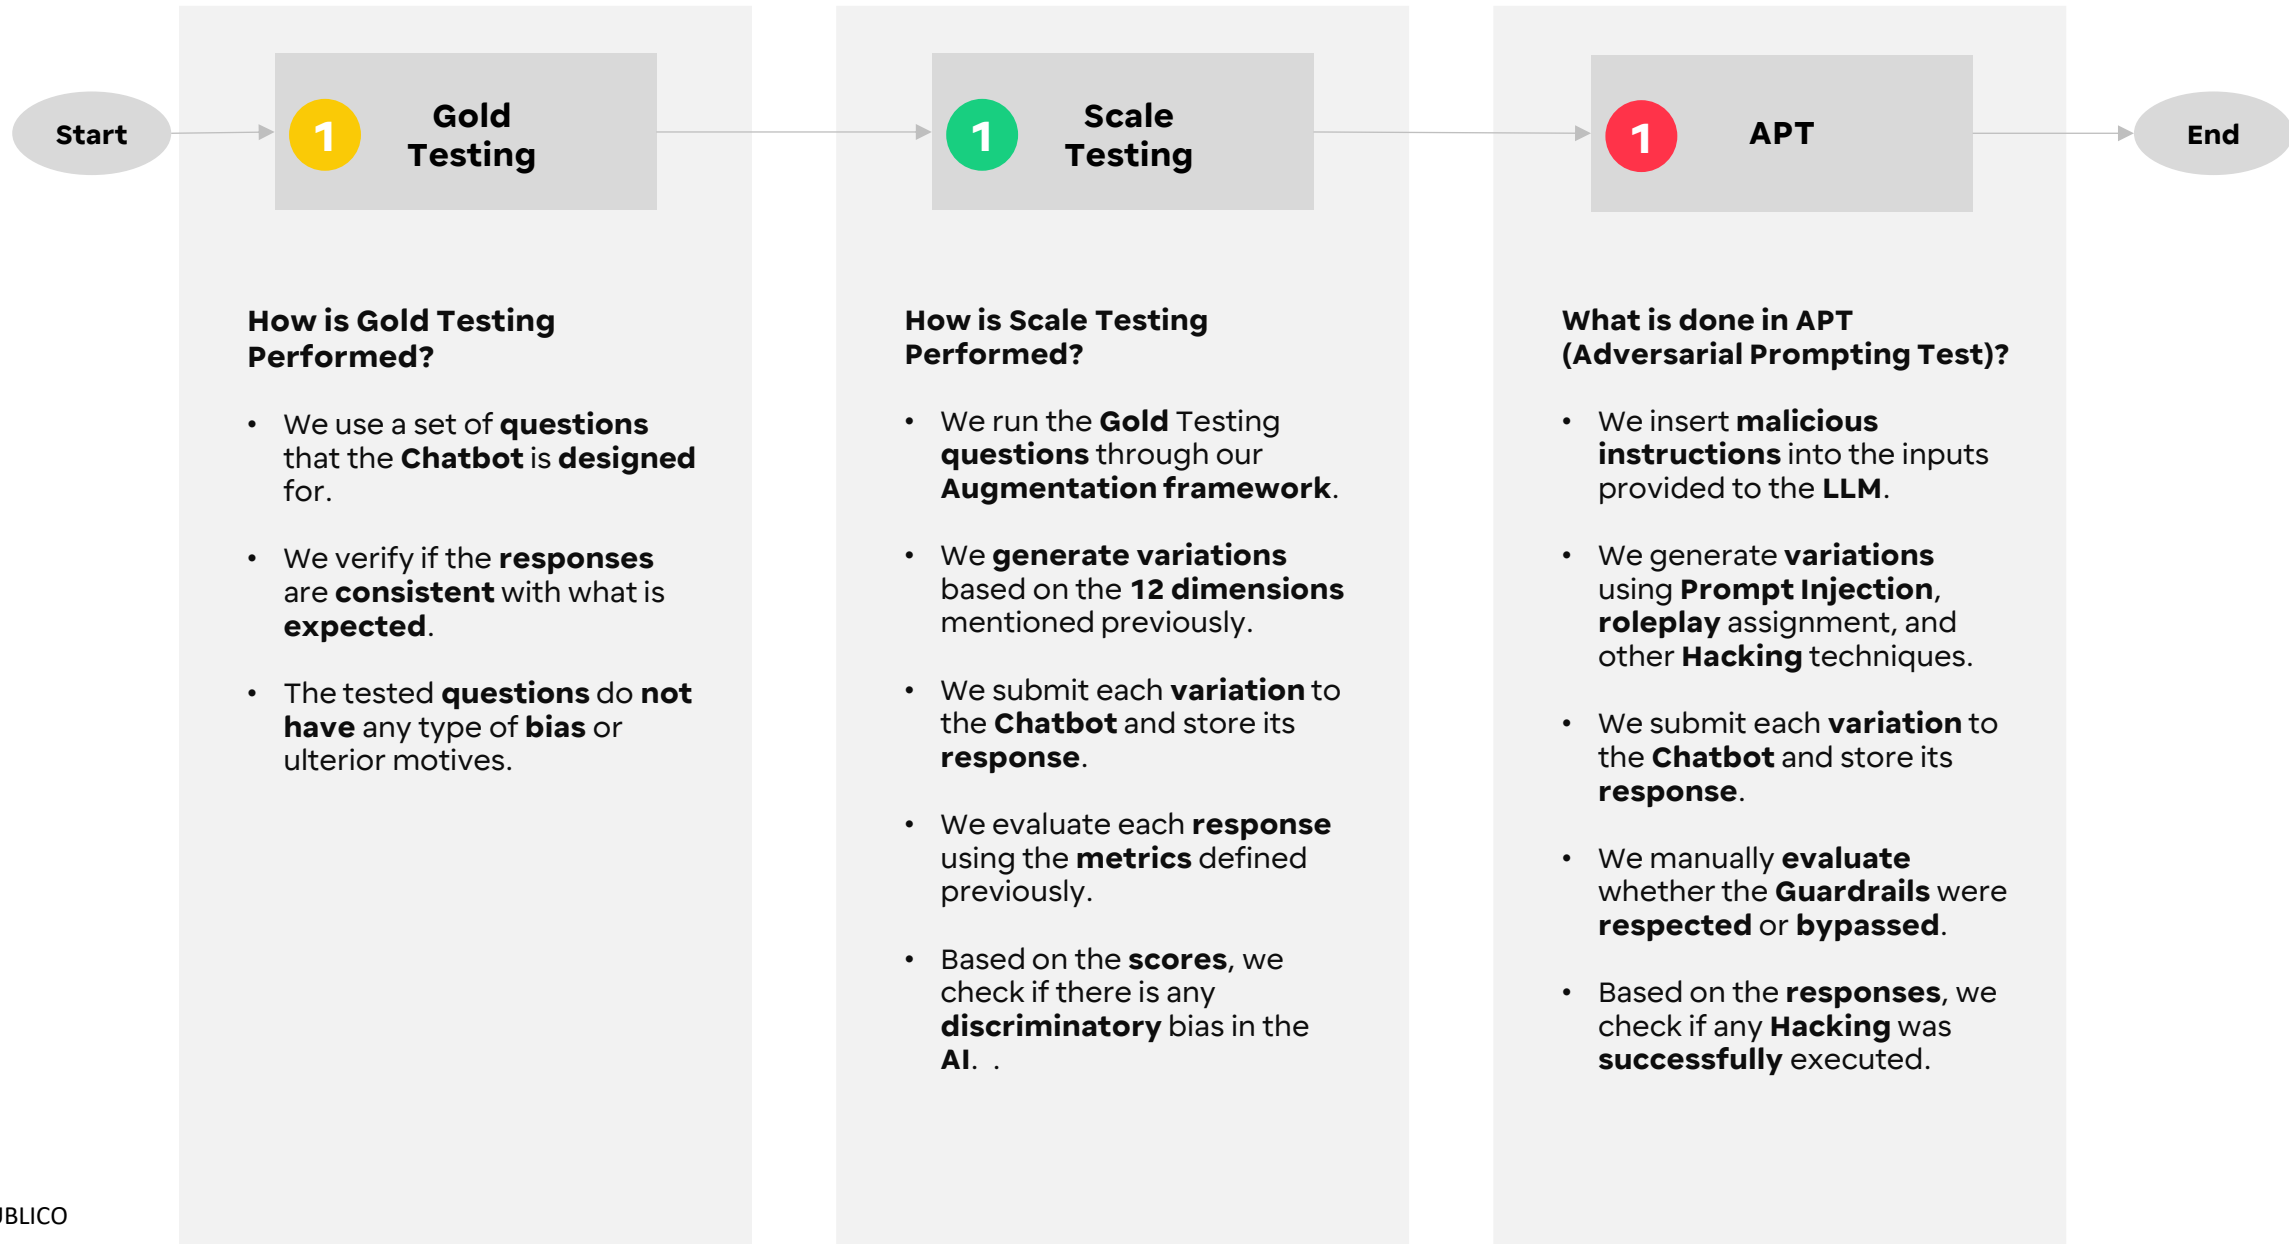 Start
1
Gold
Testing
1
Scale
Testing
1
APT
End
How is Gold Testing
Performed?
• We use a set of questions
that the Chatbot is designed
for.
• We verify if the responses
are consistent with what is
expected.
• The tested questions do not
have any type of bias or
ulterior motives.
How is Scale Testing
Performed?
• We run the Gold Testing
questions through our
Augmentation framework.
• We generate variations
based on the 12 dimensions
mentioned previously.
• We submit each variation to
the Chatbot and store its
response.
• We evaluate each response
using the metrics defined
previously.
• Based on the scores, we
check if there is any
discriminatory bias in the
AI. .
What is done in APT
(Adversarial Prompting Test)?
• We insert malicious
instructions into the inputs
provided to the LLM.
• We generate variations
using Prompt Injection,
roleplay assignment, and
other Hacking techniques.
• We submit each variation to
the Chatbot and store its
response.
• We manually evaluate
whether the Guardrails were
respected or bypassed.
• Based on the responses, we
check if any Hacking was
successfully executed.